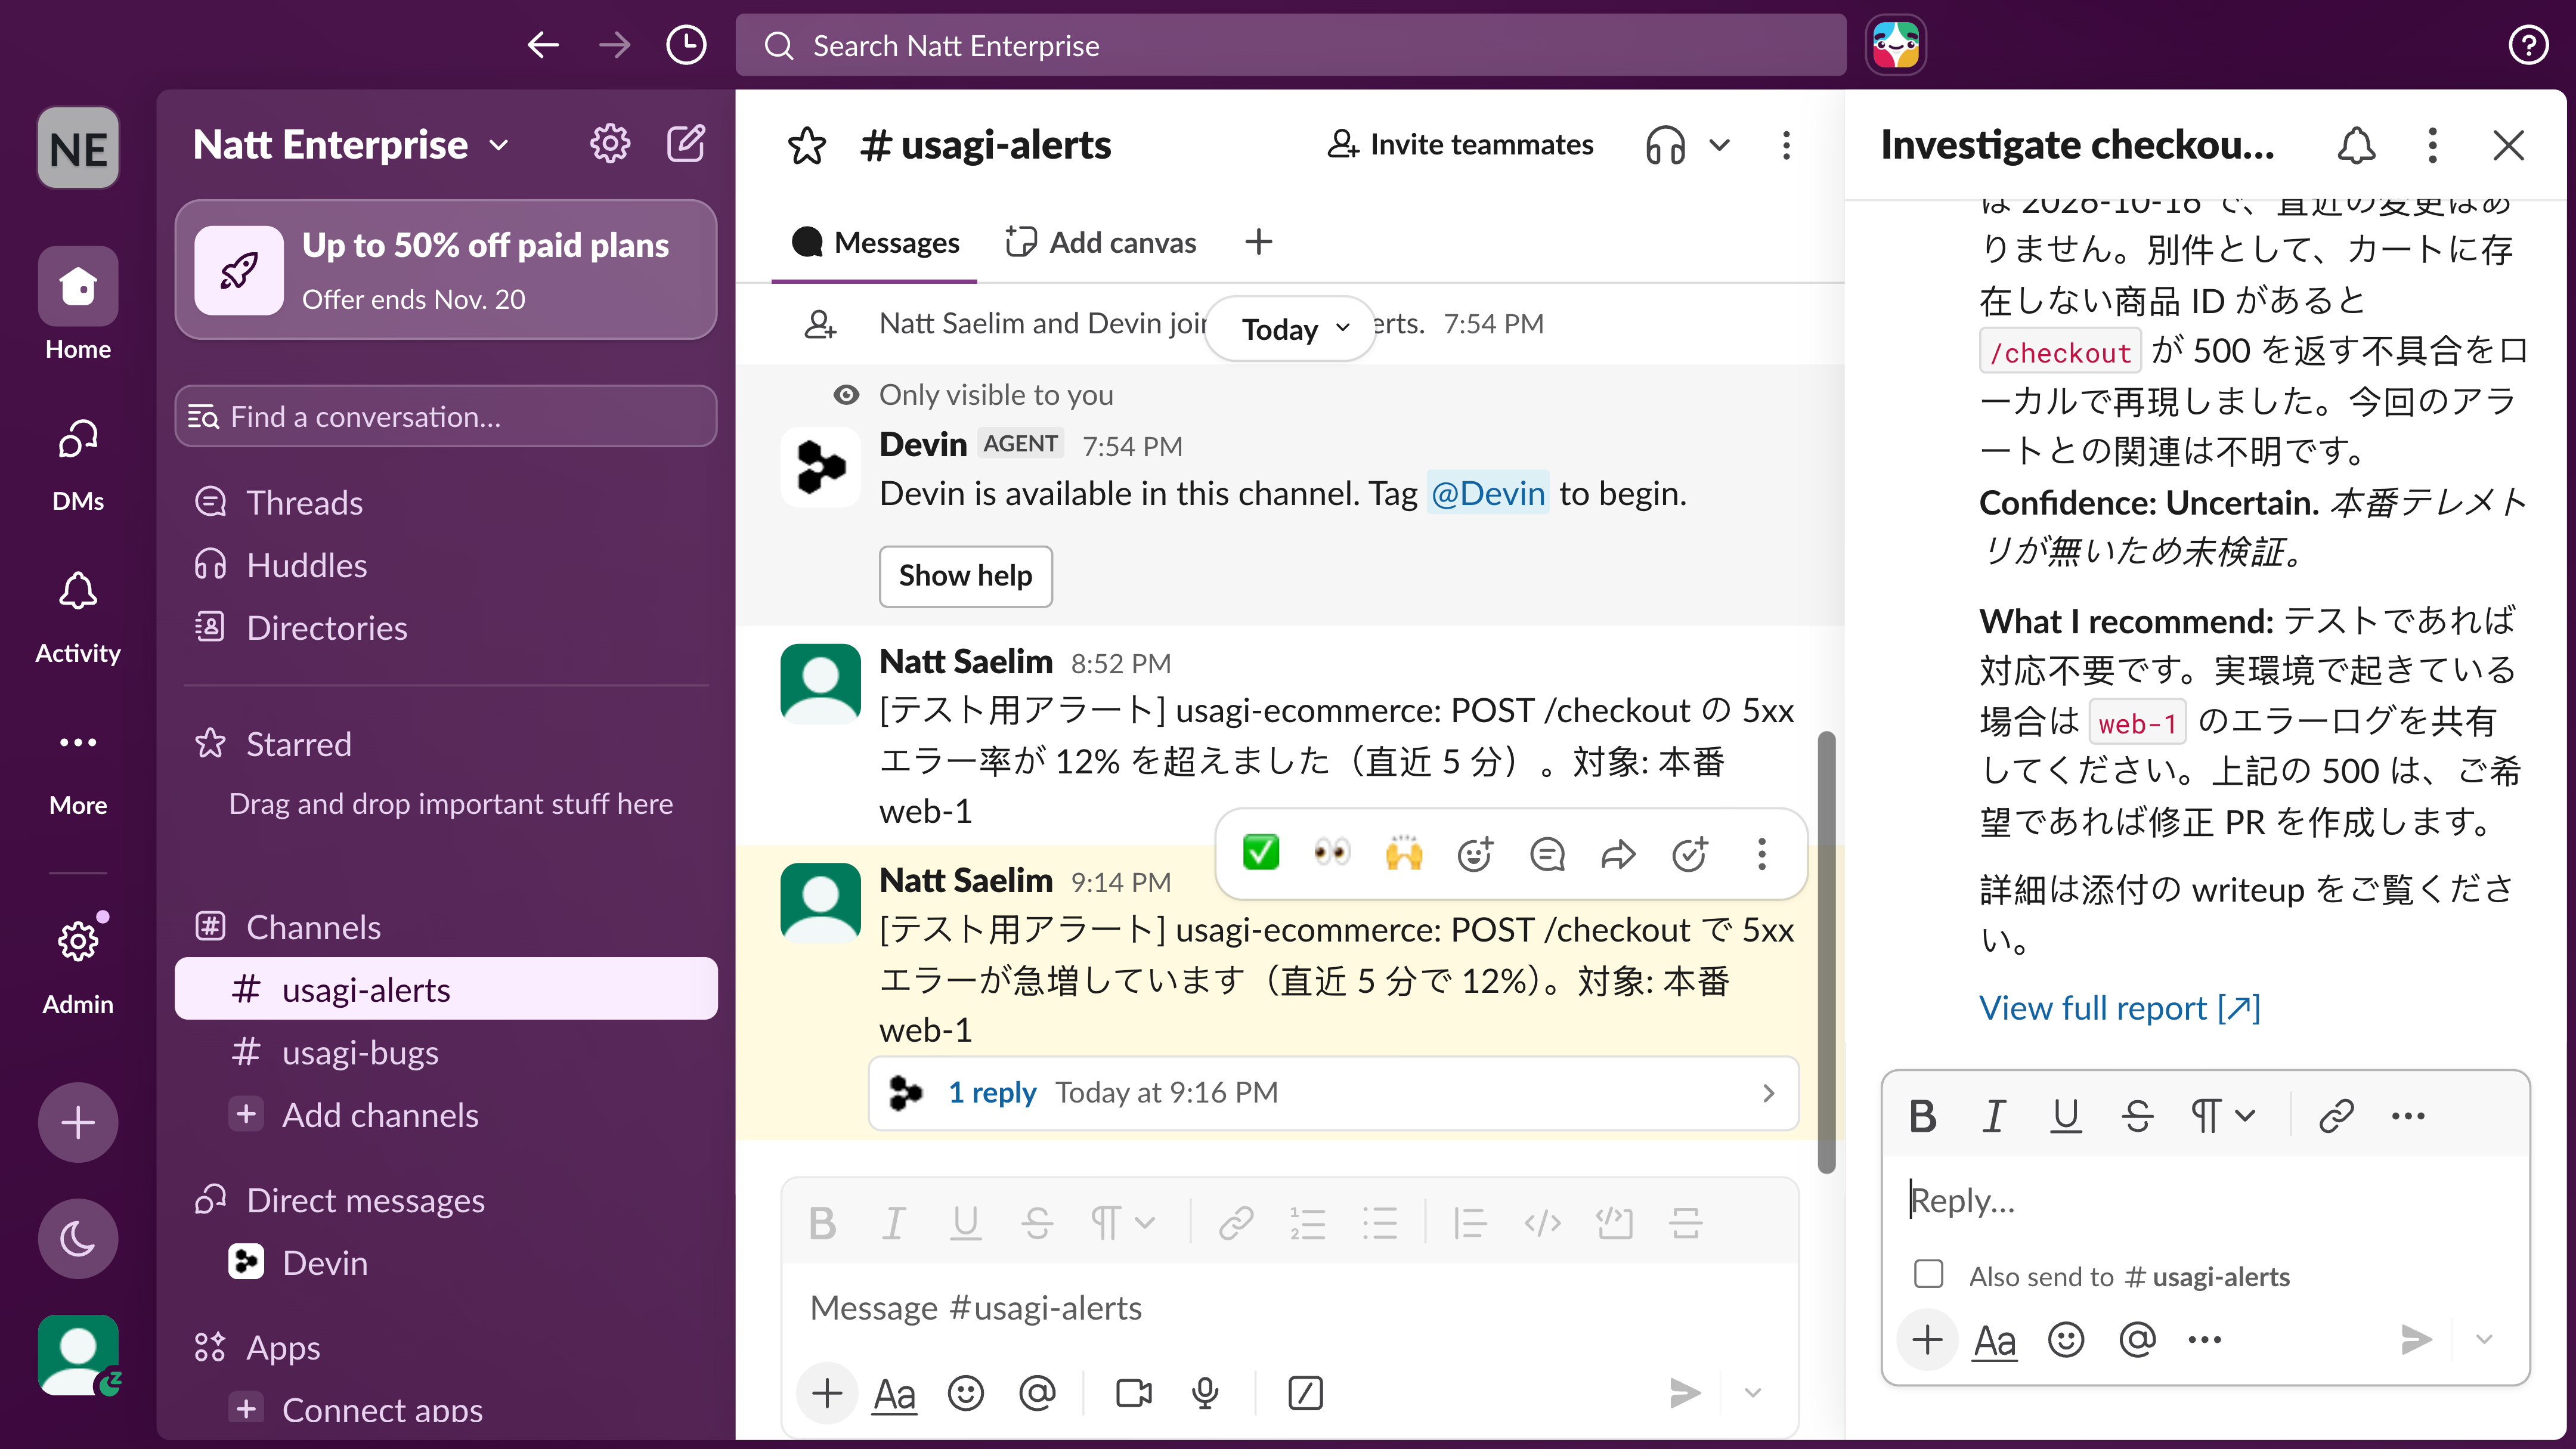 Search Natt Enterprise
NE
Home
DMs
Activity
More
Admin
Natt Enterprise
Up to 50% off paid plans
Offer ends Nov. 20
Find a conversation...
Threads
Huddles
Directories
Starred
Drag and drop important stuff here
Channels
# usagi-alerts
# usagi-bugs
+ Add channels
Direct messages
Devin
Apps
+ Connect apps
# usagi-alerts
Invite teammates
Messages
Add canvas
Natt Saelim and Devin joi
Today
erts. 7:54 PM
Only visible to you
Devin AGENT 7:54 PM
Devin is available in this channel. Tag @Devin to begin.
Show help
Natt Saelim 8:52 PM
[テスト用アラート] usagi-ecommerce: POST /checkout の 5xx
エラー率が 12% を超えました（直近 5 分）。対象: 本番
web-1
Natt Saelim 9:14 PM
[テスト用アラート] usagi-ecommerce: POST /checkout で 5xx
エラーが急増しています（直近 5 分で 12%）。対象: 本番
web-1
1 reply Today at 9:16 PM
Message #usagi-alerts
Aa
Investigate checkou...
は 2026-10-16 で、直近の変更はあ
りません。別件として、カートに存
在しない商品 ID があると
/checkout が 500 を返す不具合をロ
ーカルで再現しました。今回のアラ
ートとの関連は不明です。
Confidence: Uncertain. 本番テレメト
リが無いため未検証。
What I recommend: テストであれば
対応不要です。実環境で起きている
場合は web-1 のエラーログを共有
してください。上記の 500 は、ご希
望であれば修正 PR を作成します。
詳細は添付の writeup をご覧くださ
い。
View full report [↗]
B I U S
Reply...
Also send to # usagi-alerts
Aa